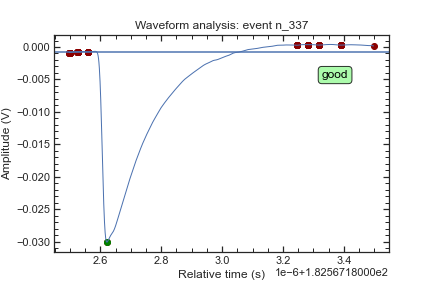 Waveform analysis: event n_337
0.000
−0.005
−0.010
−0.015
−0.020
−0.025
−0.030
Amplitude (V)
good
2.6
2.8
3.0
3.2
3.4
Relative time (s)
1e−6+1.8256718000e2